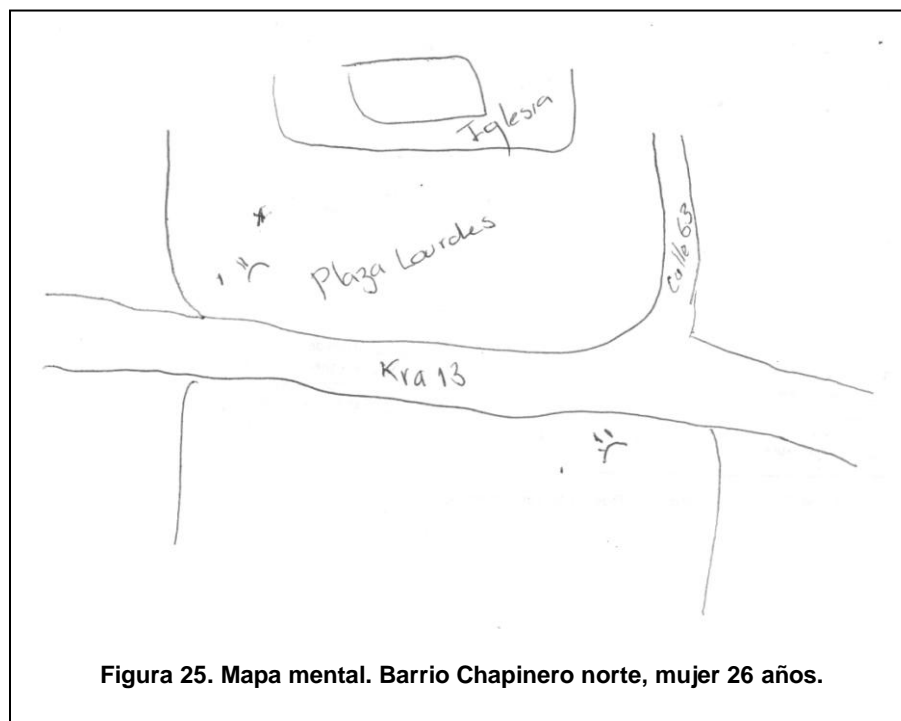 Iglesia
Plaza Lourdes
Calle 63
Kra 13
Figura 25. Mapa mental. Barrio Chapinero norte, mujer 26 años.